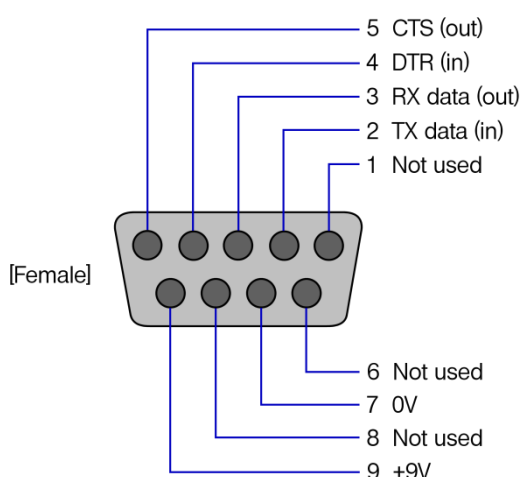 5 CTS (out)
4 DTR (in)
3 RX data (out)
2 TX data (in)
1 Not used
[Female]
6 Not used
7 0V
8 Not used
9 +9V